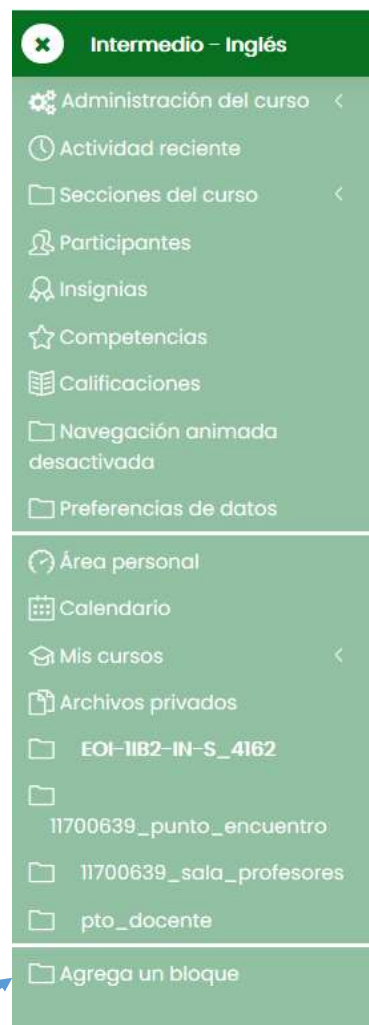 Intermedio - Inglés
Administración del curso
Actividad reciente
Secciones del curso
Participantes
Insignias
Competencias
Calificaciones
Navegación animada
desactivada
Preferencias de datos
Área personal
Calendario
Mis cursos
Archivos privados
EOI-1IB2-IN-S_4162
11700639_punto_encuentro
11700639_sala_profesores
pto_docente
Agrega un bloque